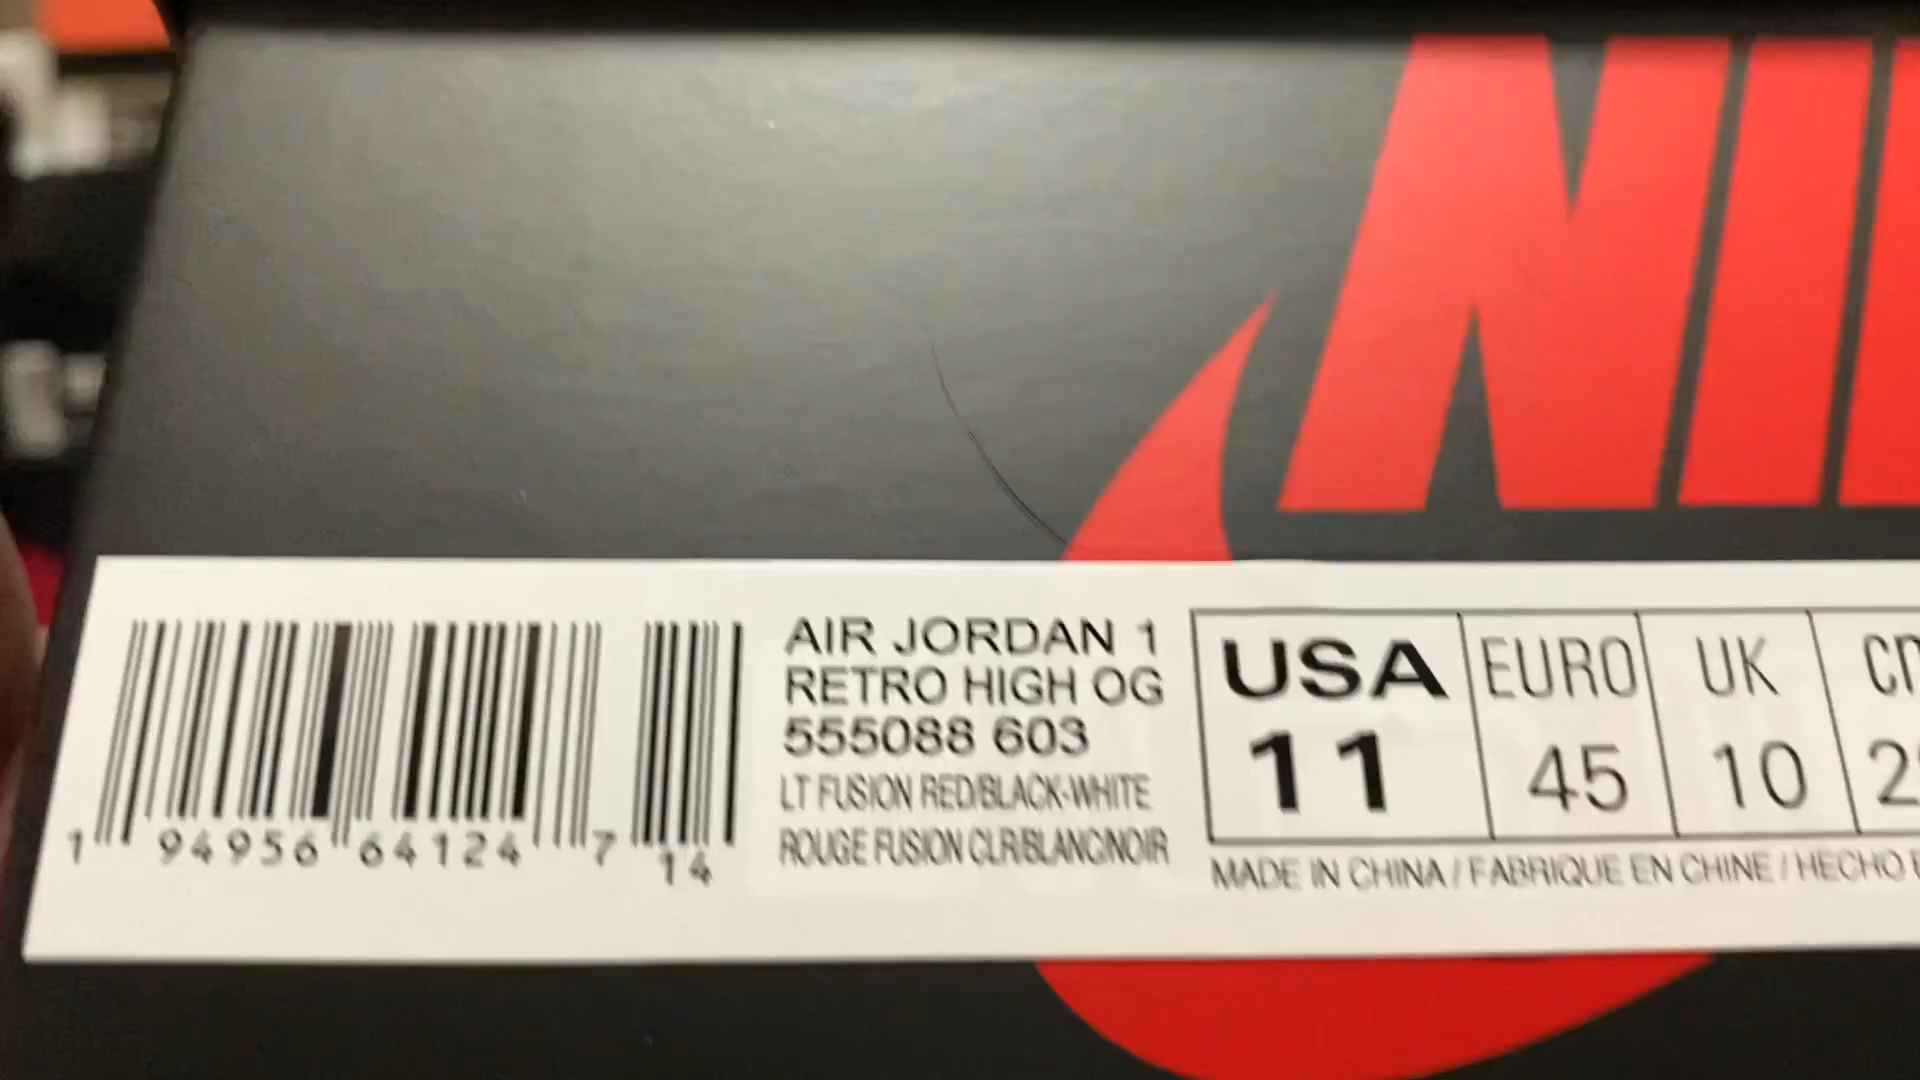 AIR JORDAN 1
RETRO HIGH OG
555088 603
LT FUSION RED/BLACK-WHITE
ROUGE FUSION CLR/BLANC/NOIR
USA EURO UK
11 45 10
MADE IN CHINA / FABRIQUE EN CHINE / HECHO
1 94956 64124 7
14